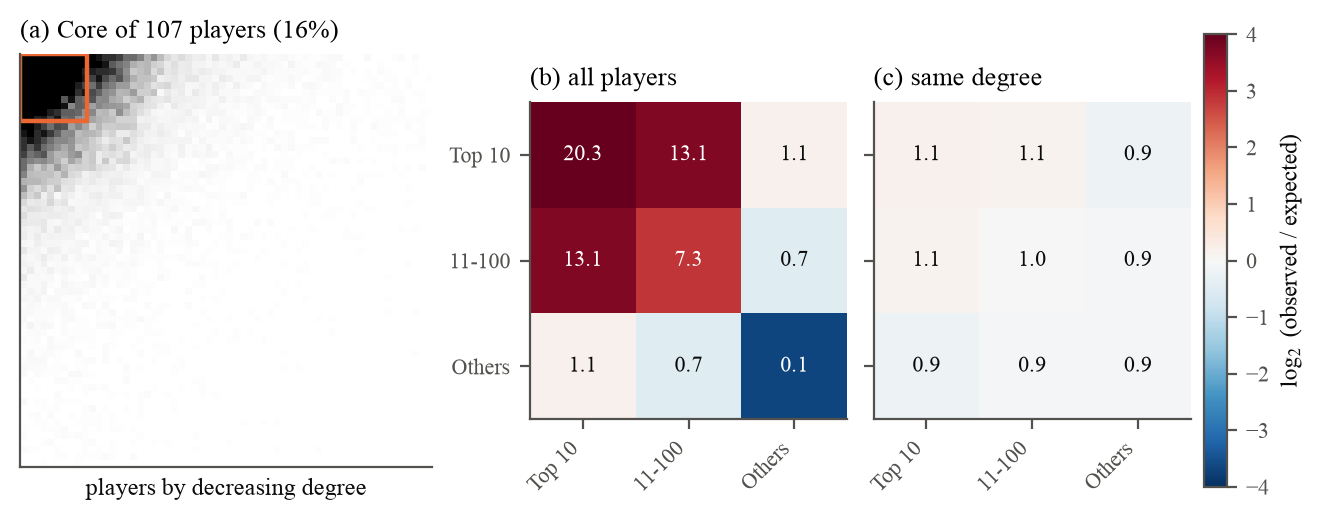 (a) Core of 107 players (16%)
players by decreasing degree
(b) all players
Top 10
11-100
Others
20.3 13.1 1.1
13.1 7.3 0.7
1.1 0.7 0.1
Top 10
11-100
Others
(c) same degree
1.1 1.1 0.9
1.1 1.0 0.9
0.9 0.9 0.9
Top 10
11-100
Others
4
3
2
1
0
−1
−2
−3
−4
log₂ (observed / expected)